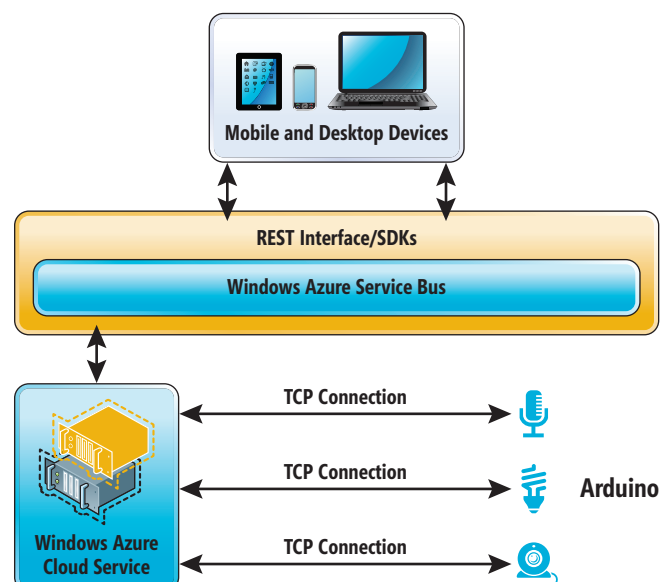 Mobile and Desktop Devices
REST Interface/SDKs
Windows Azure Service Bus
TCP Connection
TCP Connection
Arduino
Windows Azure
Cloud Service
TCP Connection